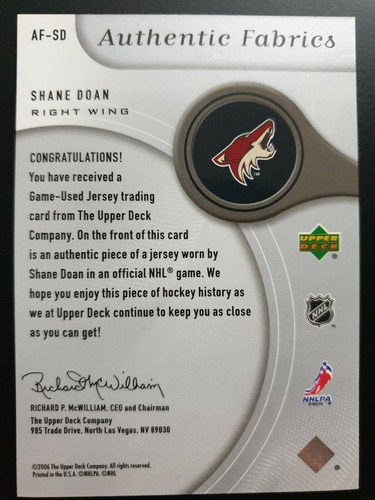 AF-SD
Authentic Fabrics
SHANE DOAN
RIGHT WING
TM
CONGRATULATIONS!
You have received a
Game-Used Jersey trading
card from The Upper Deck
Company. On the front of this card
is an authentic piece of a jersey worn by
Shane Doan in an official NHL® game. We
hope you enjoy this piece of hockey history as
we at Upper Deck continue to keep you as close
as you can get!
UPPER
DECK
®
NHL
NHLPA
Richard McWilliam
RICHARD P. McWILLIAM, CEO and Chairman
The Upper Deck Company
985 Trade Drive, North Las Vegas, NV 89030
©2006 The Upper Deck Company. All rights reserved.
Printed in the U.S.A. ©NHLPA. ©NHL